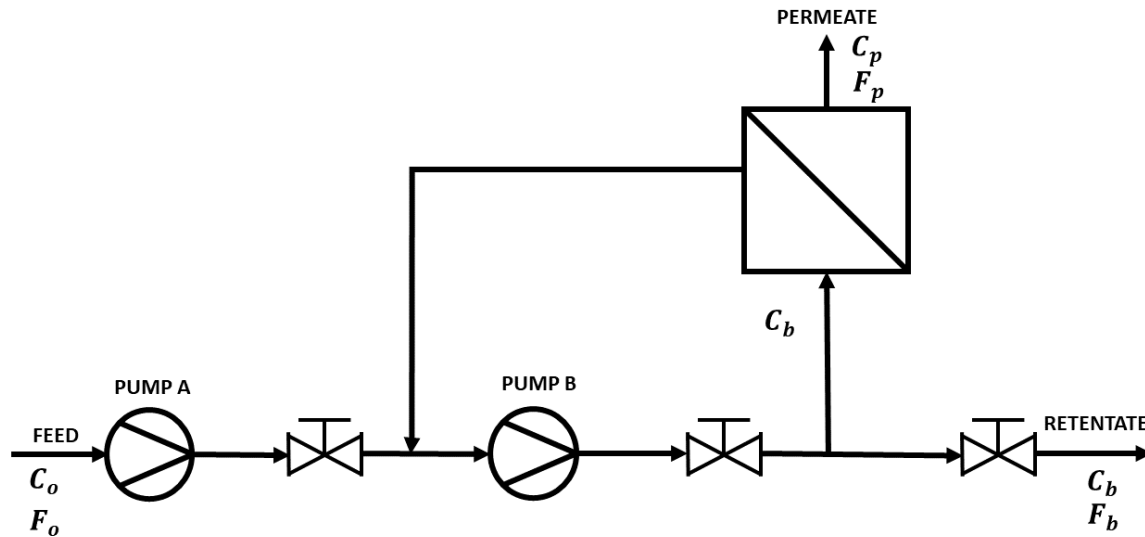 PERMEATE
C_p
F_p
C_b
PUMP A
PUMP B
FEED
RETENTATE
C_o
F_o
C_b
F_b